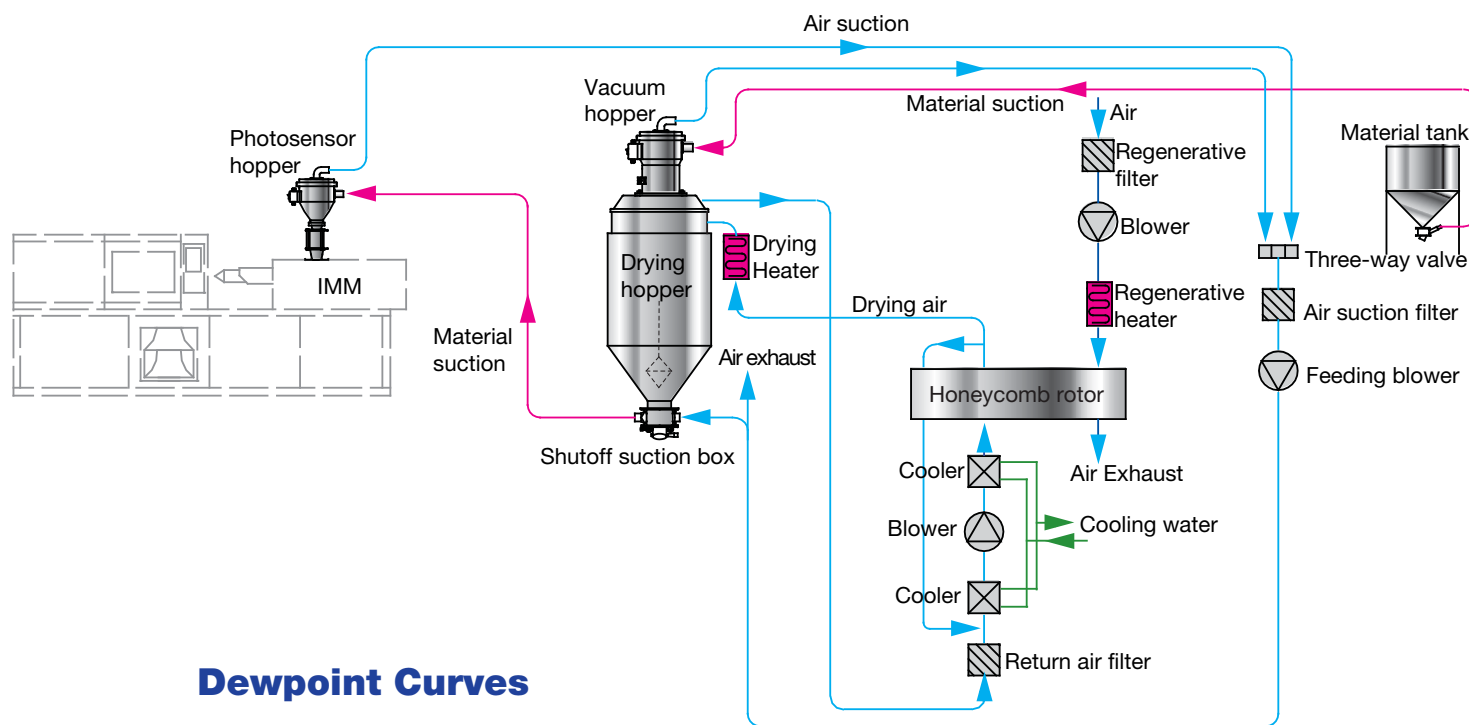 Air suction
Vacuum
hopper
Material suction
Air
Photosensor
hopper
Regenerative
filter
Material tank
Blower
Drying
Heater
Drying
hopper
Three-way valve
IMM
Regenerative
heater
Drying air
Air suction filter
Material
suction
Air exhaust
Feeding blower
Honeycomb rotor
Shutoff suction box
Cooler
Air Exhaust
Blower
Cooling water
Cooler
Return air filter
Dewpoint Curves